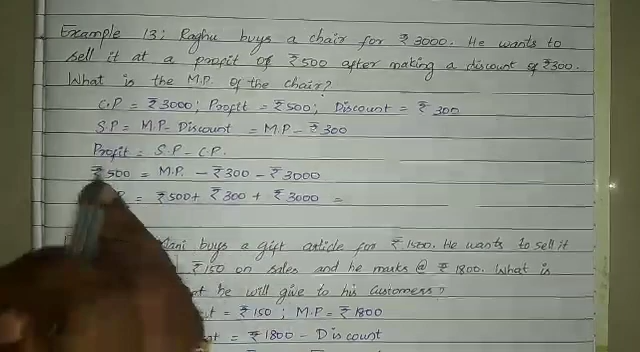 Example 13: Raghu buys a chair for ₹3000. He wants to
sell it at a profit of ₹500 after making a discount of ₹300.
What is the M.P. of the chair?
C.P = ₹3000; Profit = ₹500; Discount = ₹300
S.P = M.P- Discount = M.P - ₹300
Profit = S.P - C.P.
₹500 = M.P. - ₹300 - ₹3000
P. = ₹500+ ₹300 + ₹3000 =
buys a gift article for ₹1500. He wants to sell it
₹150 on sales and he marks @ ₹1800. What is
he will give to his customers?
= ₹150 ; M.P = ₹1800
= ₹1800 - Discount